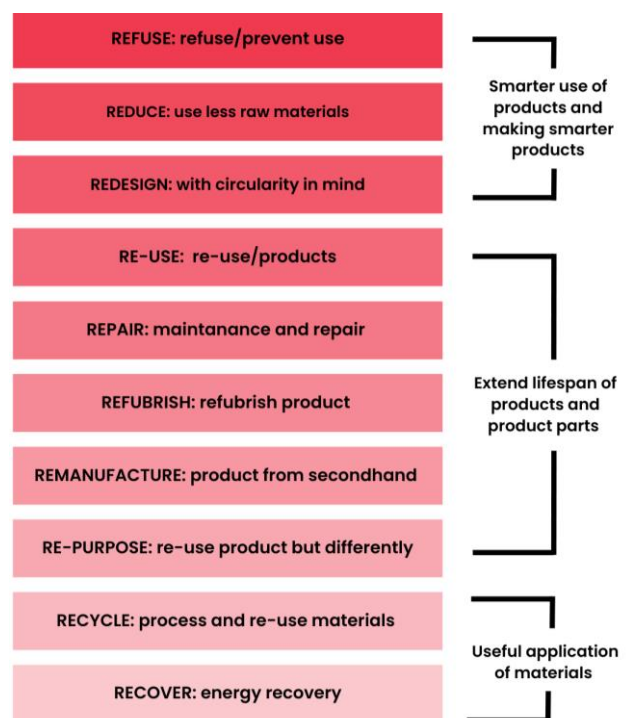 REFUSE: refuse/prevent use
REDUCE: use less raw materials
REDESIGN: with circularity in mind
Smarter use of
products and
making smarter
products
RE-USE: re-use/products
REPAIR: maintanance and repair
REFUBRISH: refubrish product
REMANUFACTURE: product from secondhand
RE-PURPOSE: re-use product but differently
Extend lifespan of
products and
product parts
RECYCLE: process and re-use materials
RECOVER: energy recovery
Useful application
of materials